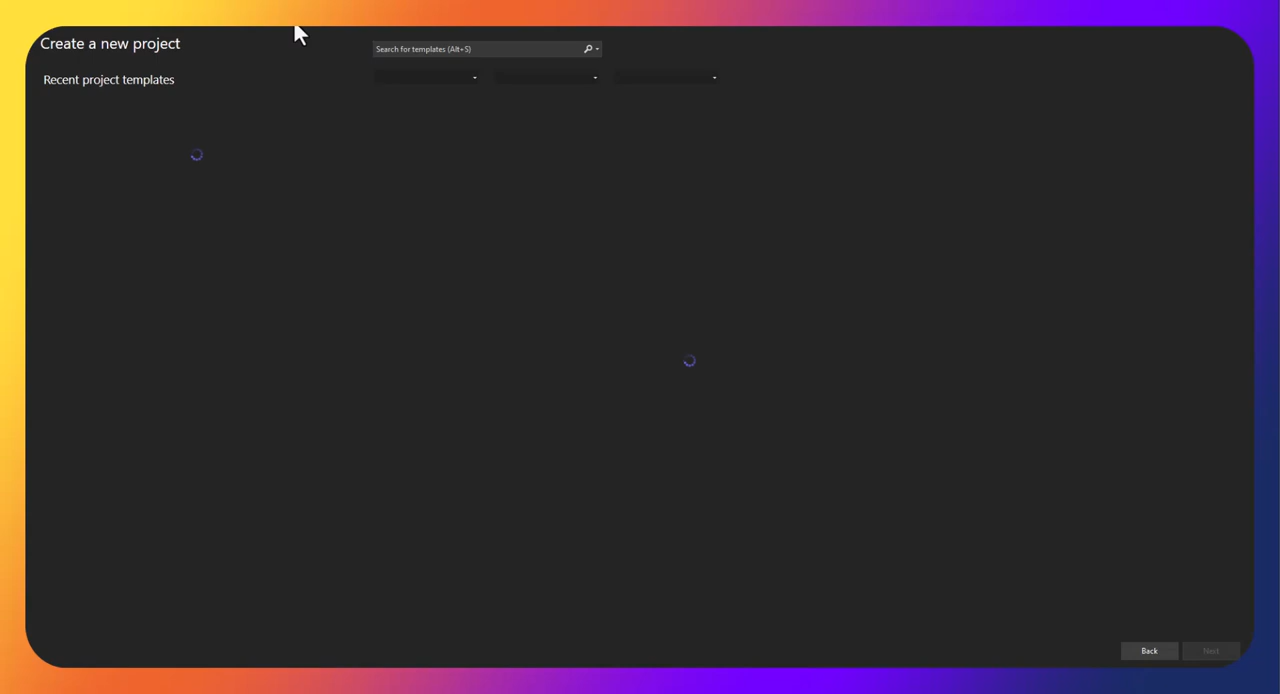 Create a new project
Search for templates (Alt+S)
Recent project templates
Back
Next